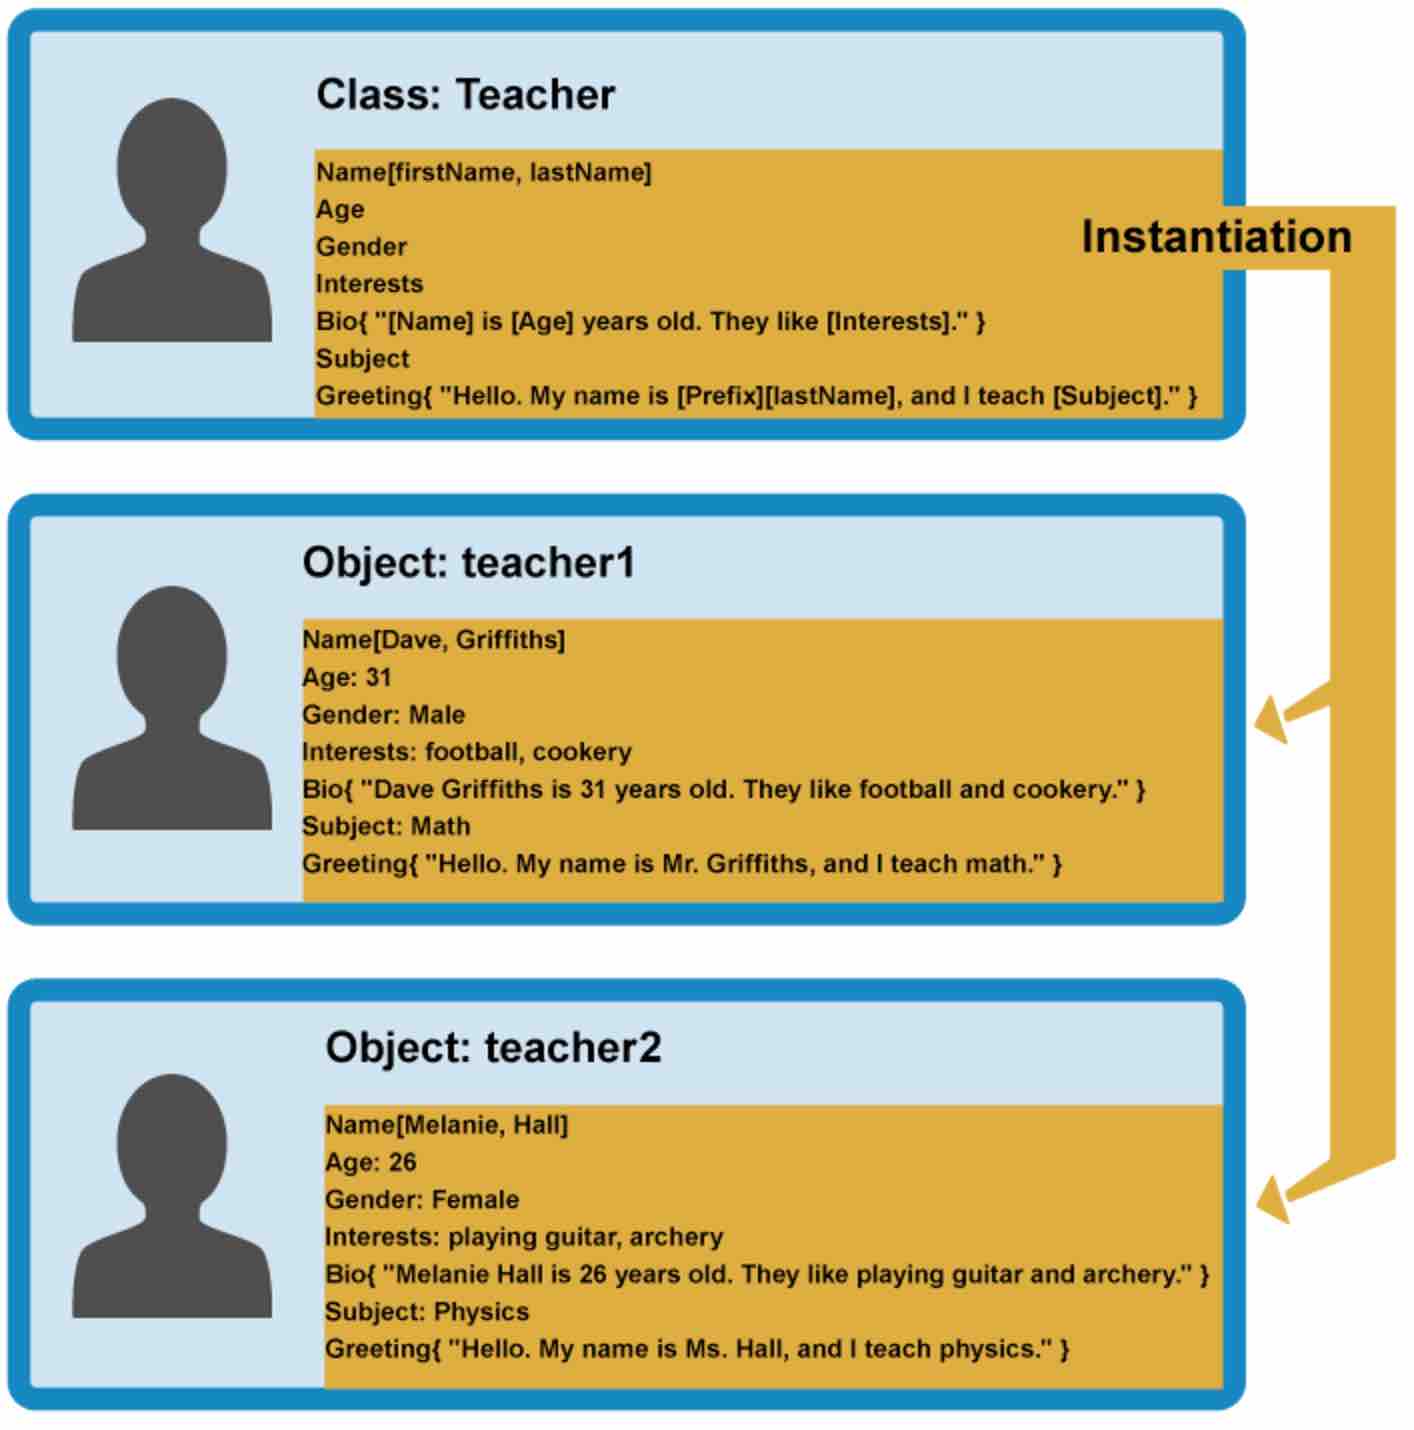 Class: Teacher
Name[firstName, lastName]
Age
Gender
Interests
Bio{ "[Name] is [Age] years old. They like [Interests]." }
Subject
Greeting{ "Hello. My name is [Prefix][lastName], and I teach [Subject]." }
Instantiation
Object: teacher1
Name[Dave, Griffiths]
Age: 31
Gender: Male
Interests: football, cookery
Bio{ "Dave Griffiths is 31 years old. They like football and cookery." }
Subject: Math
Greeting{ "Hello. My name is Mr. Griffiths, and I teach math." }
Object: teacher2
Name[Melanie, Hall]
Age: 26
Gender: Female
Interests: playing guitar, archery
Bio{ "Melanie Hall is 26 years old. They like playing guitar and archery." }
Subject: Physics
Greeting{ "Hello. My name is Ms. Hall, and I teach physics." }